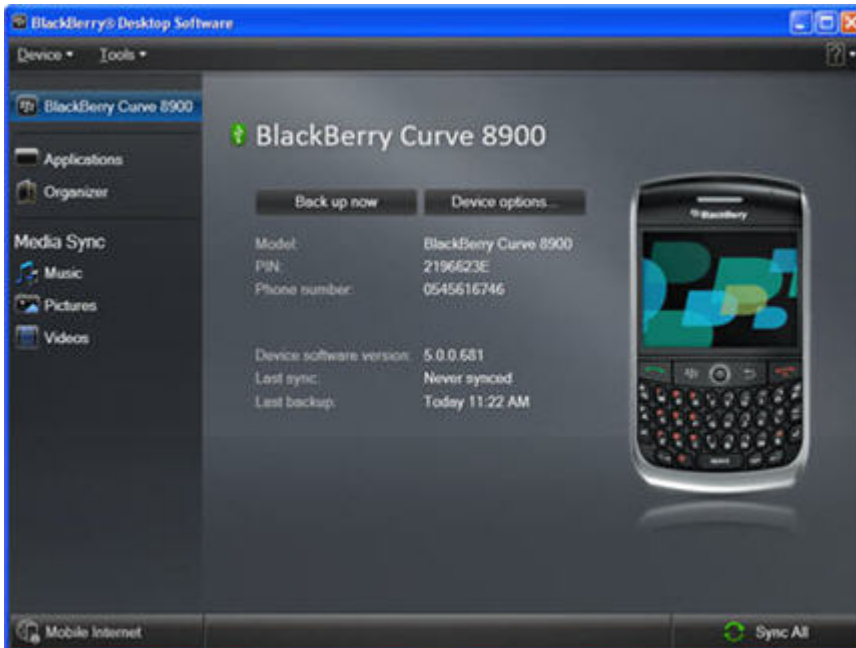 BlackBerry® Desktop Software
Device Tools ?
BlackBerry Curve 8900
Applications
Organizer
Media Sync
Music
Pictures
Videos
BlackBerry Curve 8900
Back up now Device options...
Model: BlackBerry Curve 8900
PIN: 2196623E
Phone number: 0545616746
Device software version: 5.0.0.681
Last sync: Never synced
Last backup: Today 11:22 AM
BlackBerry
Mobile Internet Sync All